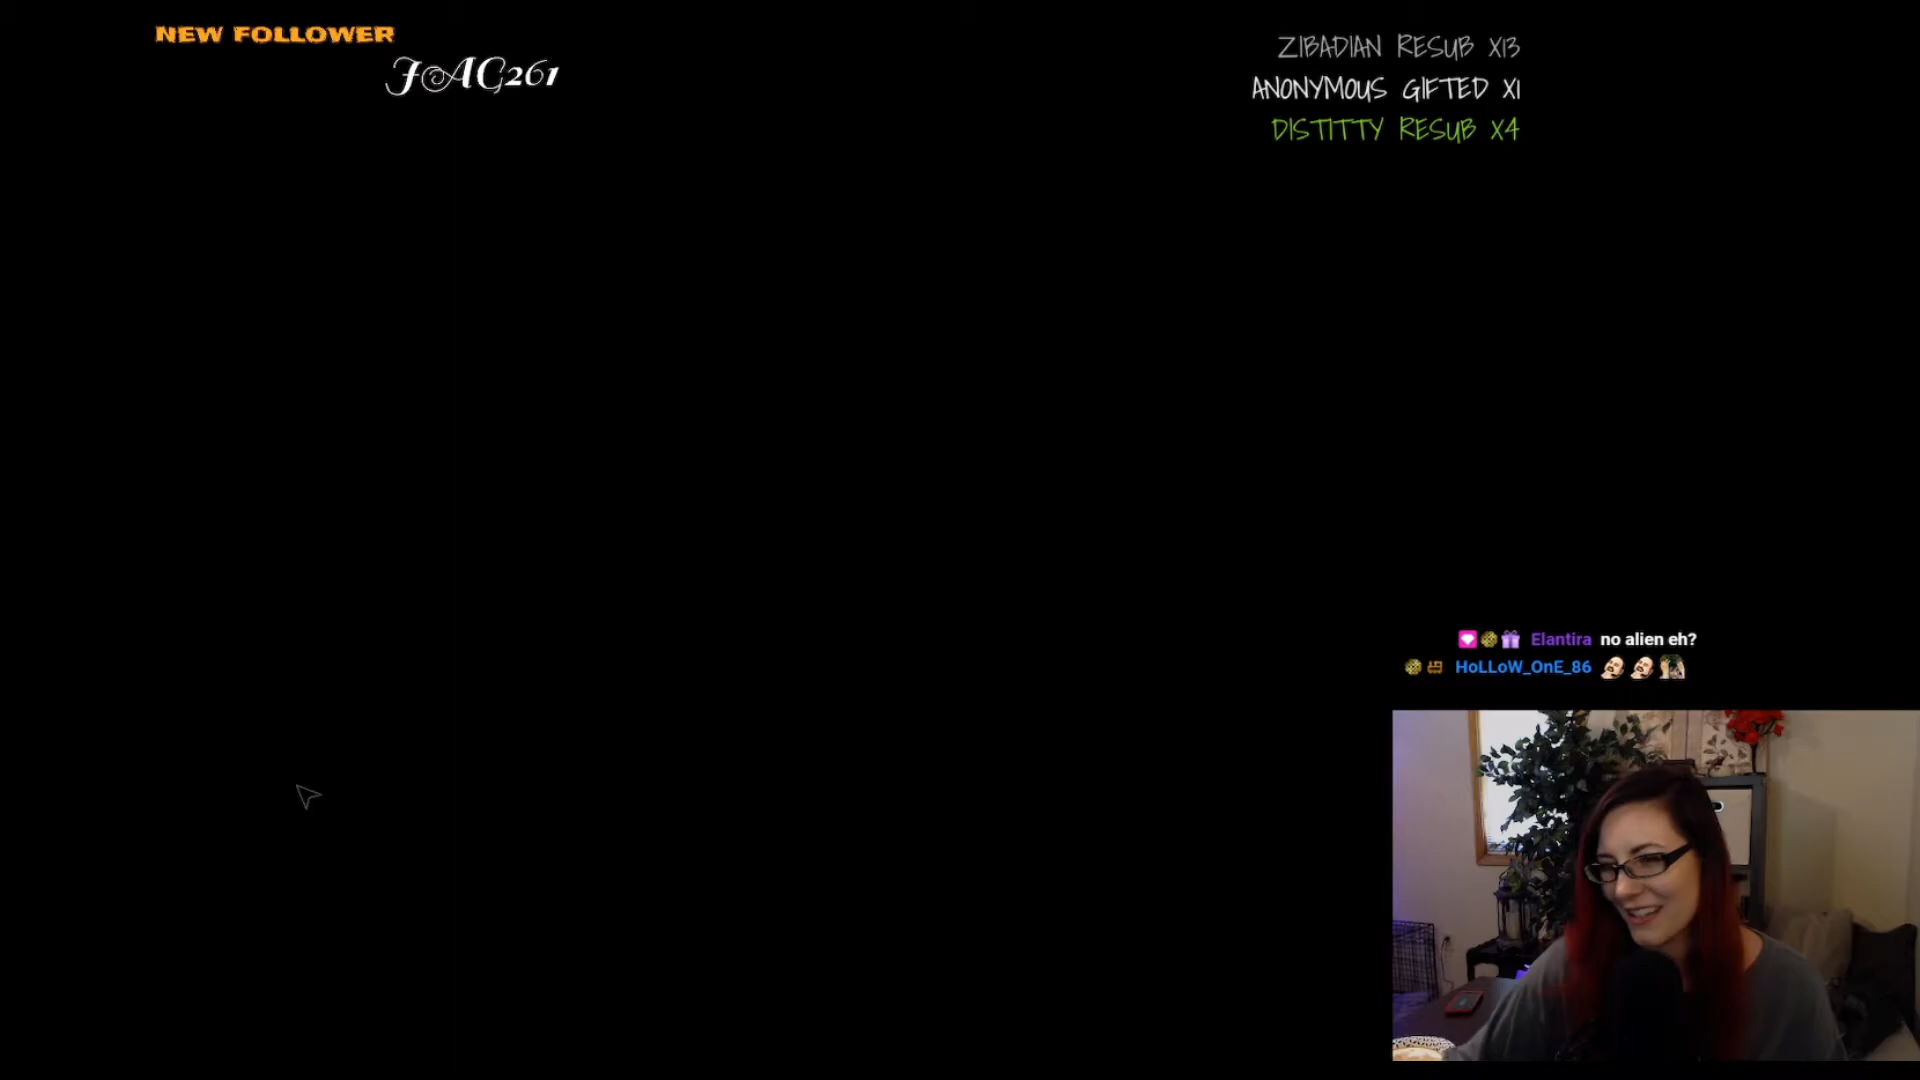 NEW FOLLOWER
JAG261
ZIBADIAN RESUB X13
ANONYMOUS GIFTED X1
DISTITTY RESUB X4
Elantira no alien eh?
HoLLoW_OnE_86